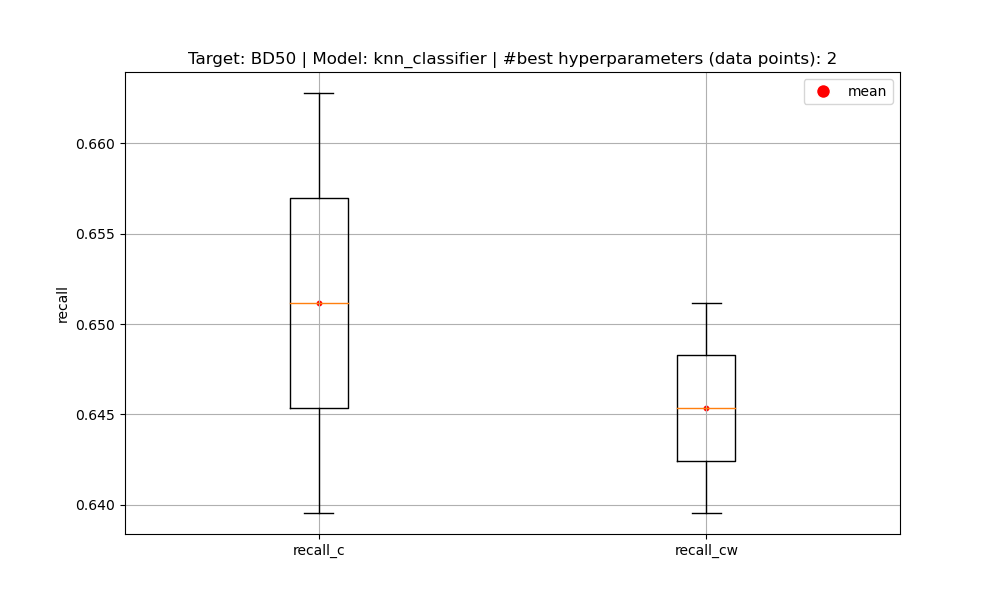 Target: BD50 | Model: knn_classifier | #best hyperparameters (data points): 2
mean
0.660
0.655
0.650
0.645
0.640
recall
recall_c
recall_cw